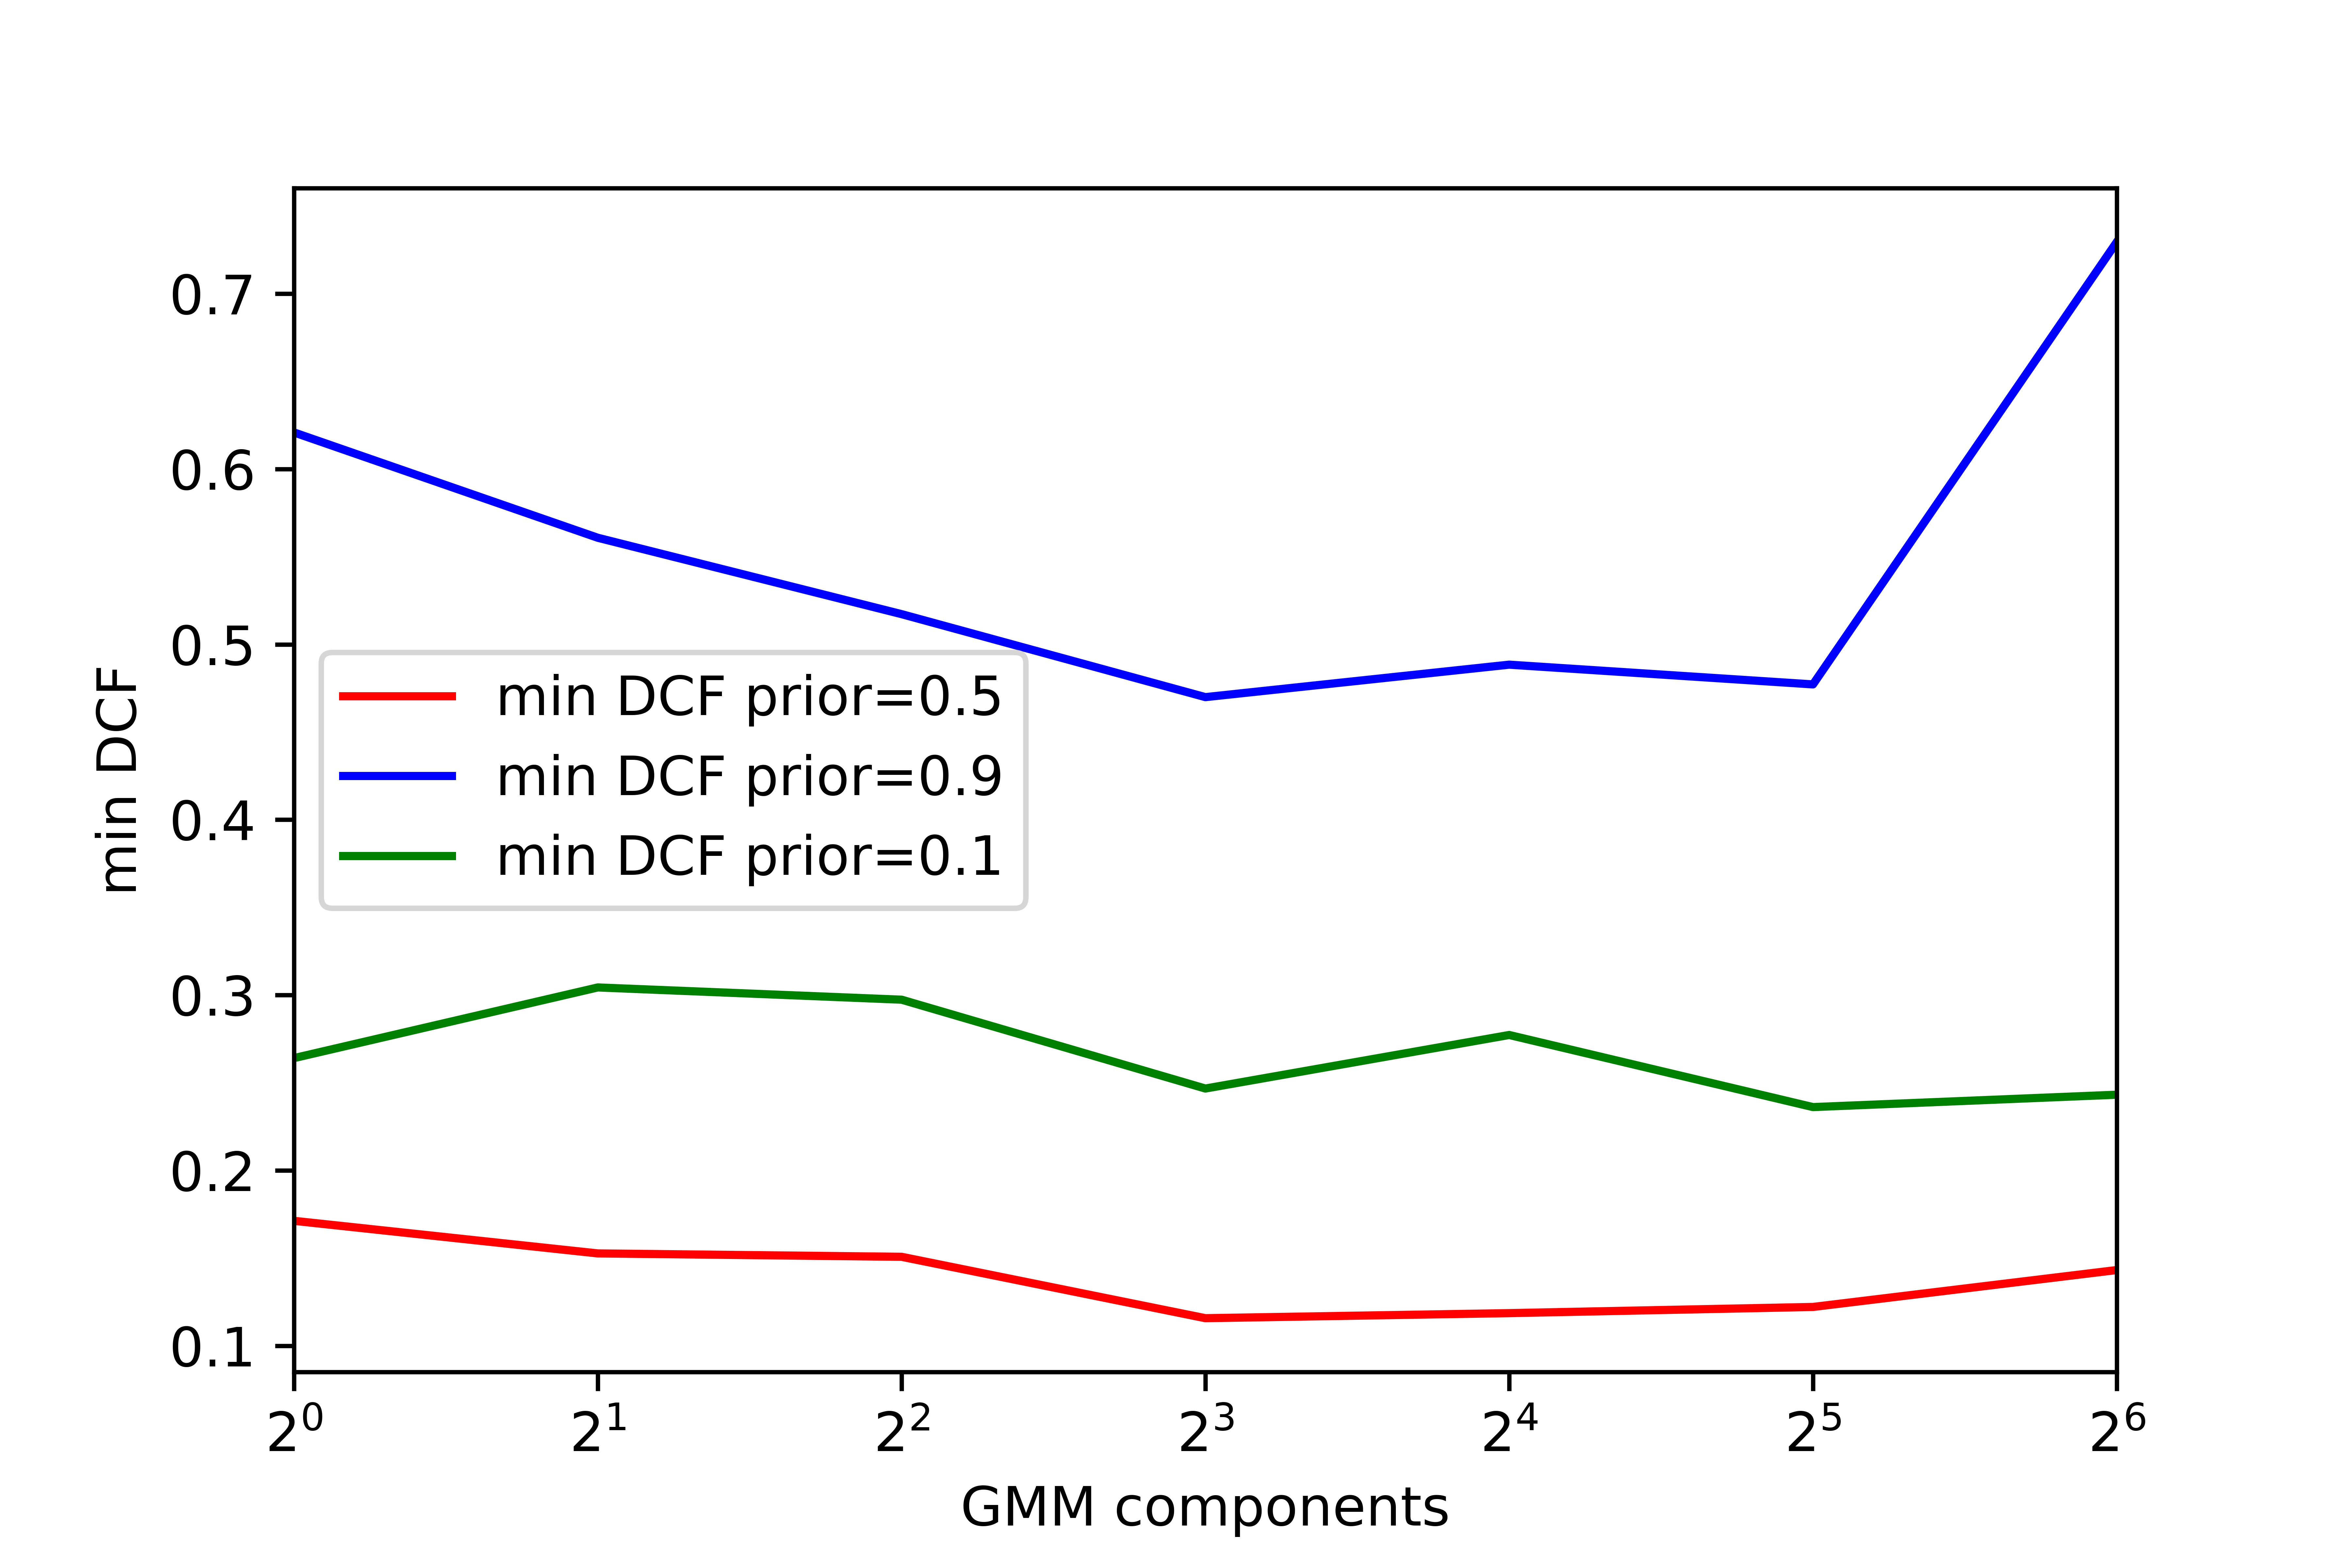 0.7
0.6
0.5
0.4
0.3
0.2
0.1
min DCF
min DCF prior=0.5
min DCF prior=0.9
min DCF prior=0.1
2⁰ 2¹ 2² 2³ 2⁴ 2⁵ 2⁶
GMM components